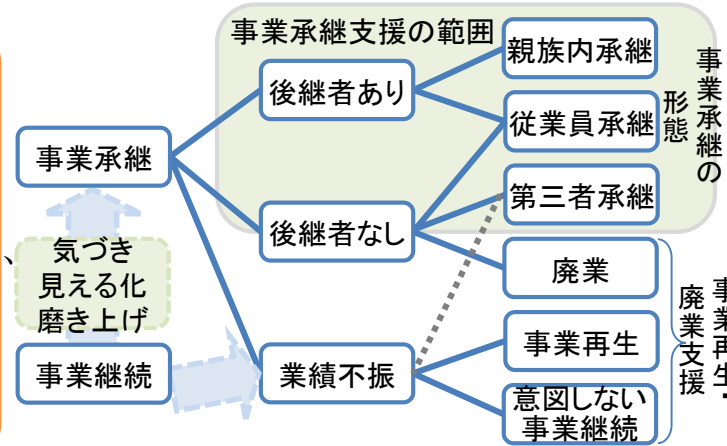 事業承継支援の範囲
親族内承継
後継者あり
従業員承継
事業承継の
形態
事業承継
第三者承継
後継者なし
、
気づき
見える化
磨き上げ
廃業
事業再生
事業再生・
廃業支援
事業継続
業績不振
意図しない
事業継続